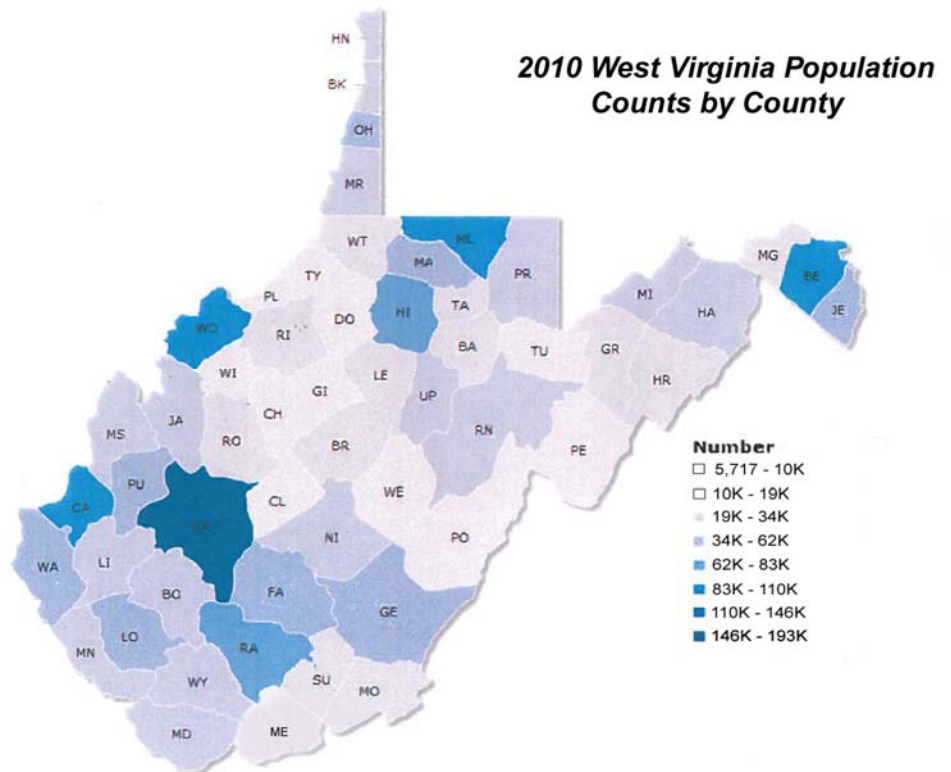 HN
2010 West Virginia Population
Counts by County
BK
OH
MR
WT
ML
MA
PR
MG
BE
TY
MI
JE
PL
DO
HI
TA
HA
WO
RI
BA
TU
GR
WI
LE
HR
GI
UP
JA
CH
RN
MS
RO
BR
PE
PU
WE
CL
CA
PO
NI
WA
LI
BO
FA
GE
LO
RA
MN
WY
SU
MO
MD
ME
Number
5,717 - 10K
10K - 19K
19K - 34K
34K - 62K
62K - 83K
83K - 110K
110K - 146K
146K - 193K